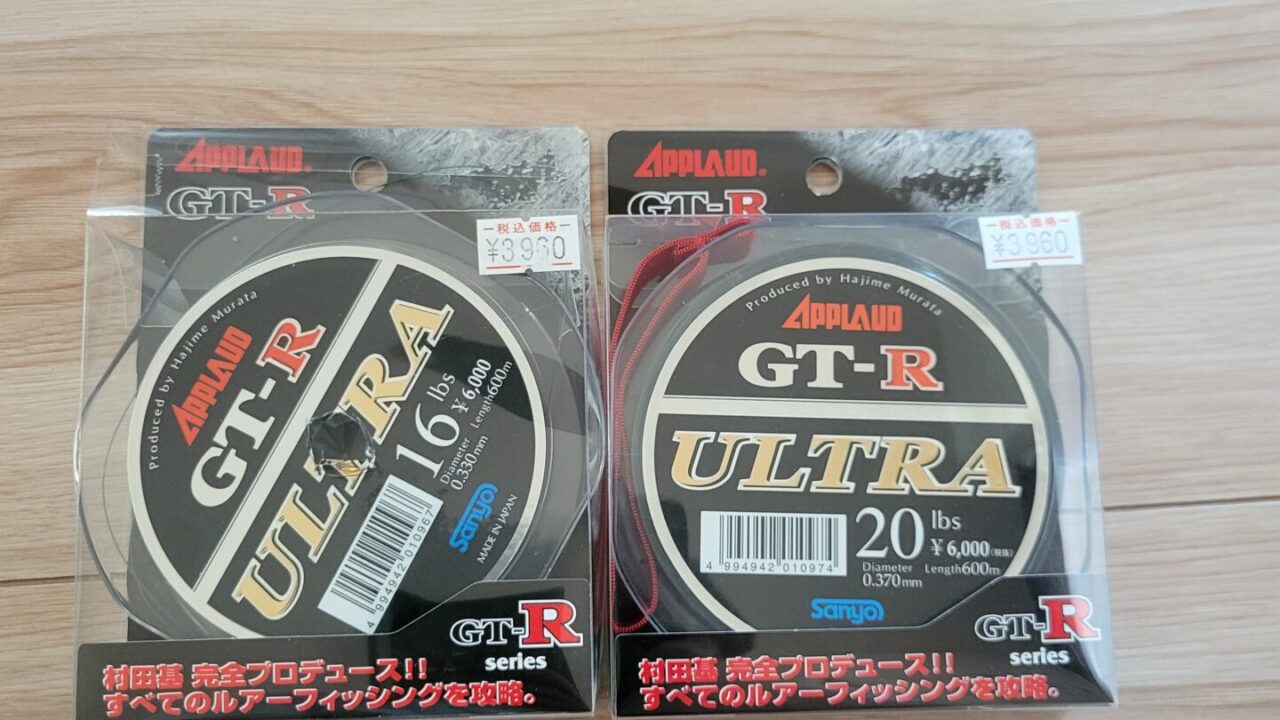 APPLAUD®
GT-R
税込価格
¥3960
Produced by Hajime Murata
APPLAUD
GT-R
ULTRA
16 lbs
¥6,000
Diameter Length600m
0.330mm
4994942010967
Sanyo
MADE IN JAPAN
GT-R
series
村田基 完全プロデュース!!
すべてのルアーフィッシングを攻略。
APPLAUD®
GT-R
税込価格
¥3960
Produced by Hajime Murata
APPLAUD
GT-R
ULTRA
20 lbs
¥6,000(税抜)
Diameter Length600m
0.370mm
4 994942 010974
Sanyo
GT-R
series
村田基 完全プロデュース!!
すべてのルアーフィッシングを攻略。